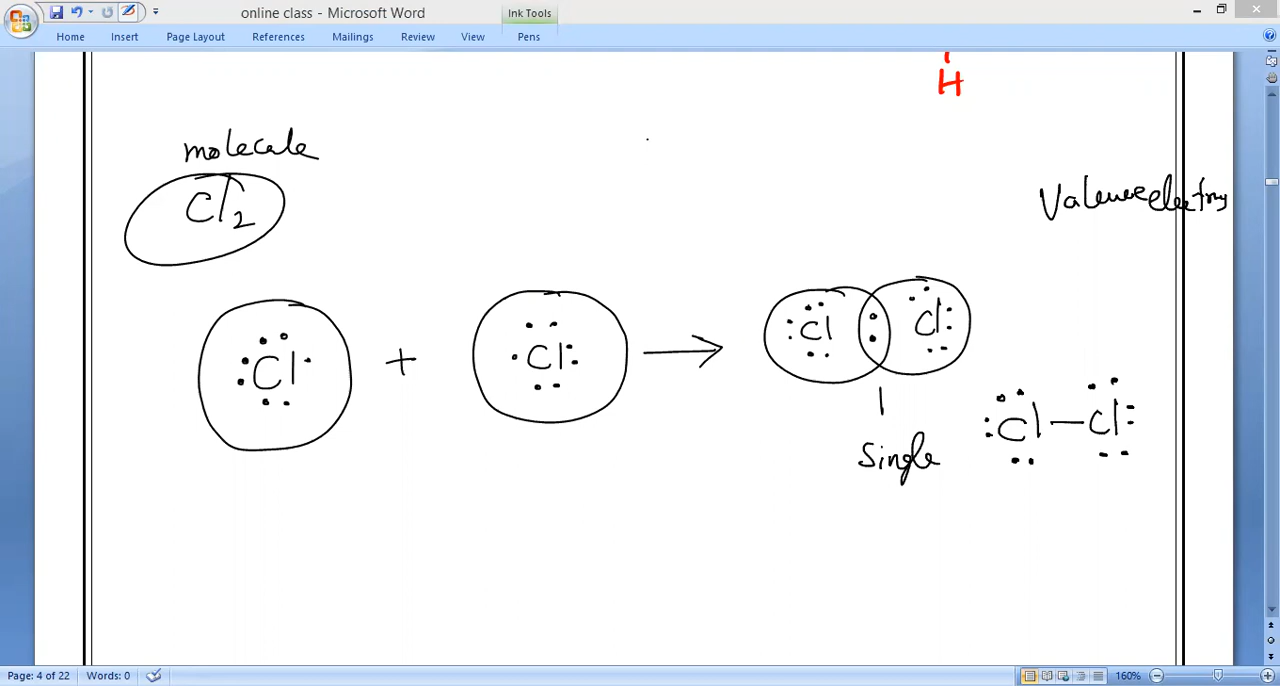 online class - Microsoft Word
Ink Tools
Home Insert Page Layout References Mailings Review View Pens
H
molecule
Cl2
Valence electrons
Cl + Cl → Cl Cl
Cl — Cl
Single
Page: 4 of 22 Words: 0 160%